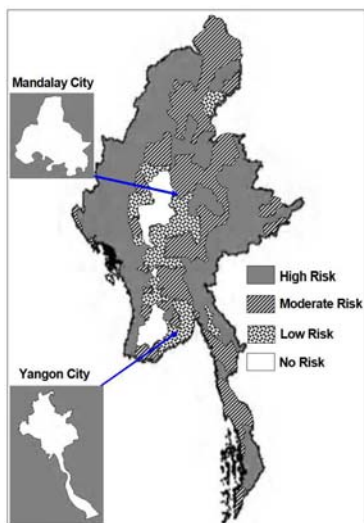 Mandalay City
High Risk
Moderate Risk
Low Risk
No Risk
Yangon City